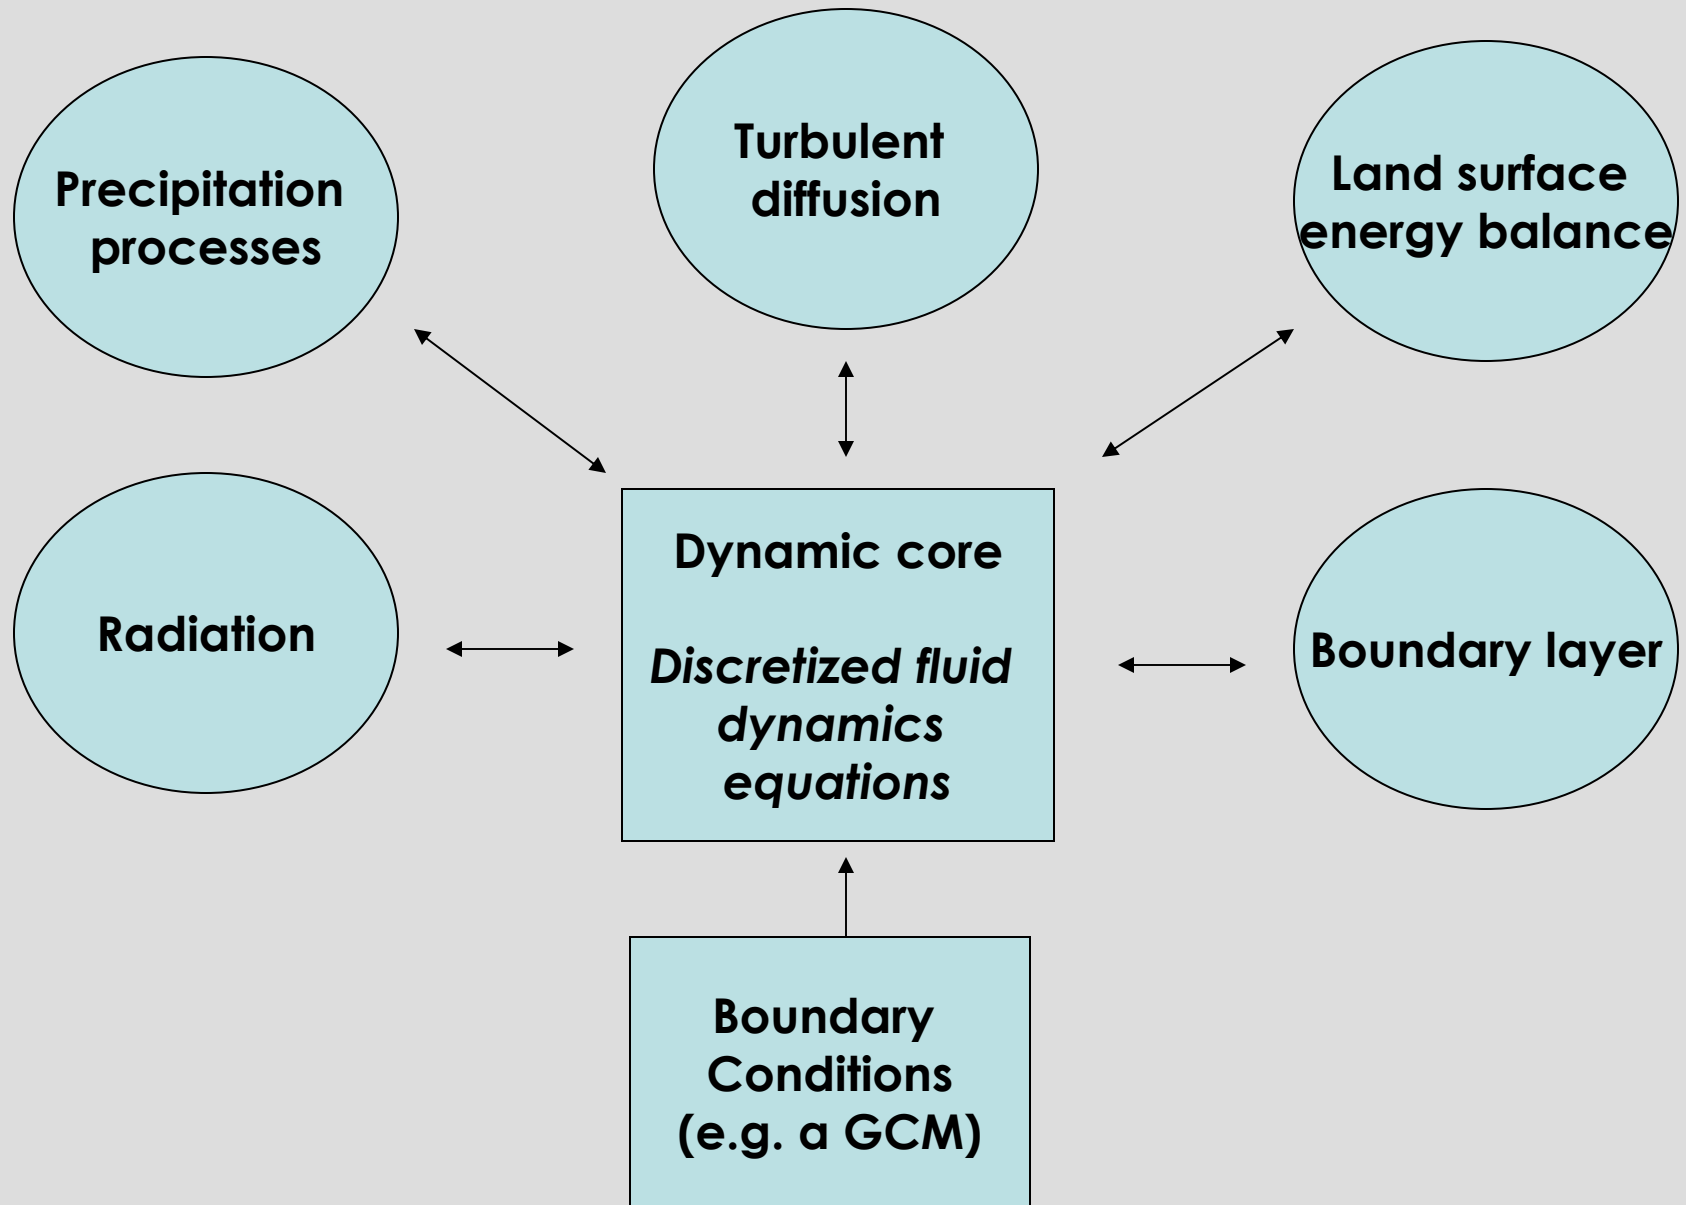 Precipitation
processes
Turbulent
diffusion
Land surface
energy balance
Radiation
Dynamic core
Discretized fluid
dynamics
equations
Boundary layer
Boundary
Conditions
(e.g. a GCM)